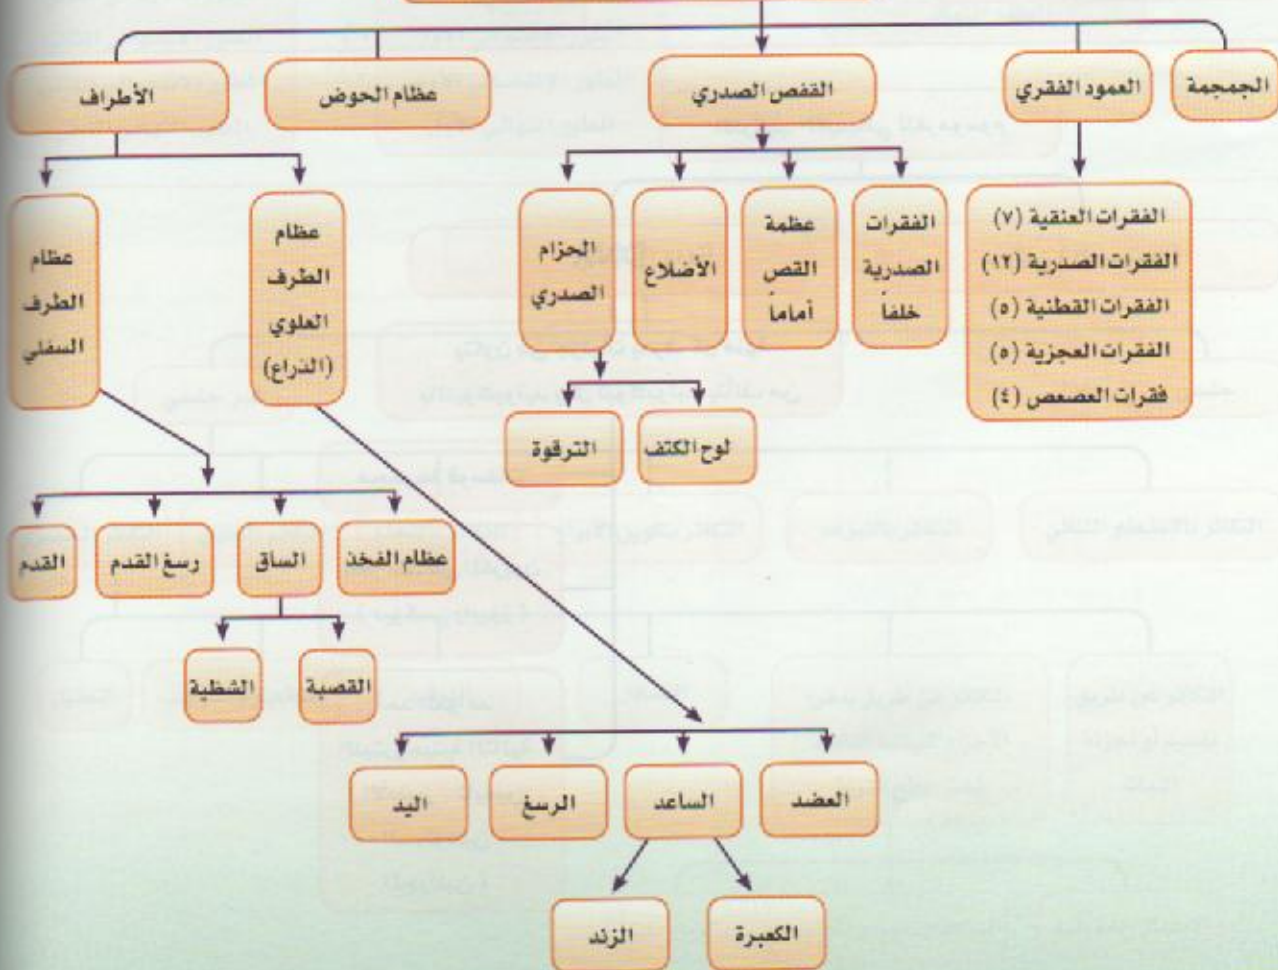 الجمجمة
العمود الفقري
القفص الصدري
عظام الحوض
الأطراف
الفقرات العنقية (٧)
الفقرات الصدرية (١٢)
الفقرات القطنية (٥)
الفقرات العجزية (٥)
فقرات العصعص (٤)
الفقرات
الصدرية
خلفاً
عظمة
القص
أماماً
الأضلاع
الحزام
الصدري
لوح الكتف
الترقوة
عظام
الطرف
العلوي
(الذراع)
عظام
الطرف
السفلي
عظام الفخذ
الساق
رسغ القدم
القدم
القصبة
الشظية
العضد
الساعد
الرسغ
اليد
الكعبرة
الزند